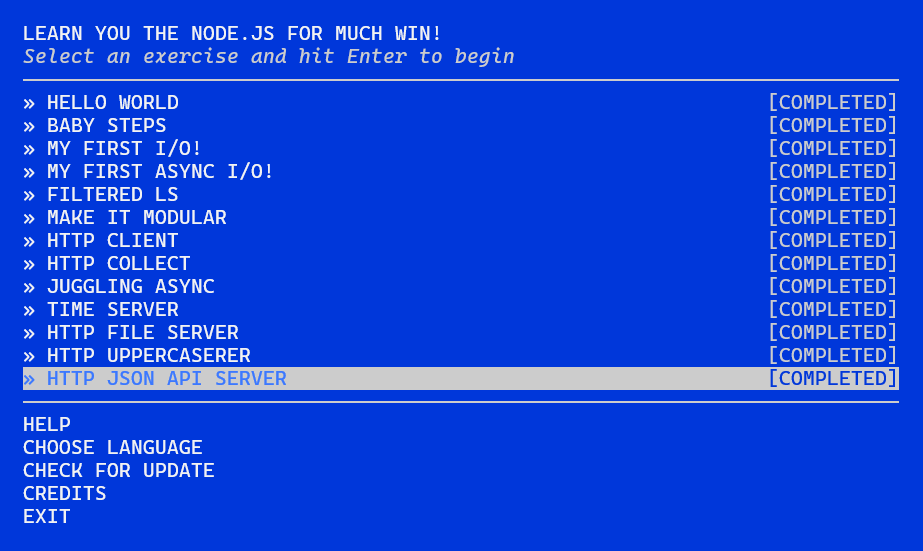 LEARN YOU THE NODE.JS FOR MUCH WIN!
Select an exercise and hit Enter to begin
» HELLO WORLD [COMPLETED]
» BABY STEPS [COMPLETED]
» MY FIRST I/O! [COMPLETED]
» MY FIRST ASYNC I/O! [COMPLETED]
» FILTERED LS [COMPLETED]
» MAKE IT MODULAR [COMPLETED]
» HTTP CLIENT [COMPLETED]
» HTTP COLLECT [COMPLETED]
» JUGGLING ASYNC [COMPLETED]
» TIME SERVER [COMPLETED]
» HTTP FILE SERVER [COMPLETED]
» HTTP UPPERCASERER [COMPLETED]
» HTTP JSON API SERVER [COMPLETED]
HELP
CHOOSE LANGUAGE
CHECK FOR UPDATE
CREDITS
EXIT